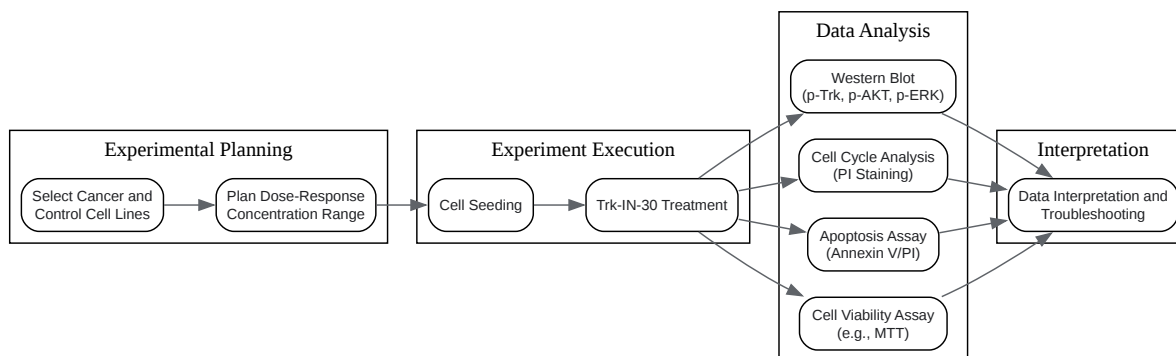 Experimental Planning
Select Cancer and
Control Cell Lines
Plan Dose-Response
Concentration Range
Experiment Execution
Cell Seeding
Trk-IN-30 Treatment
Data Analysis
Western Blot
(p-Trk, p-AKT, p-ERK)
Cell Cycle Analysis
(PI Staining)
Apoptosis Assay
(Annexin V/PI)
Cell Viability Assay
(e.g., MTT)
Interpretation
Data Interpretation and
Troubleshooting